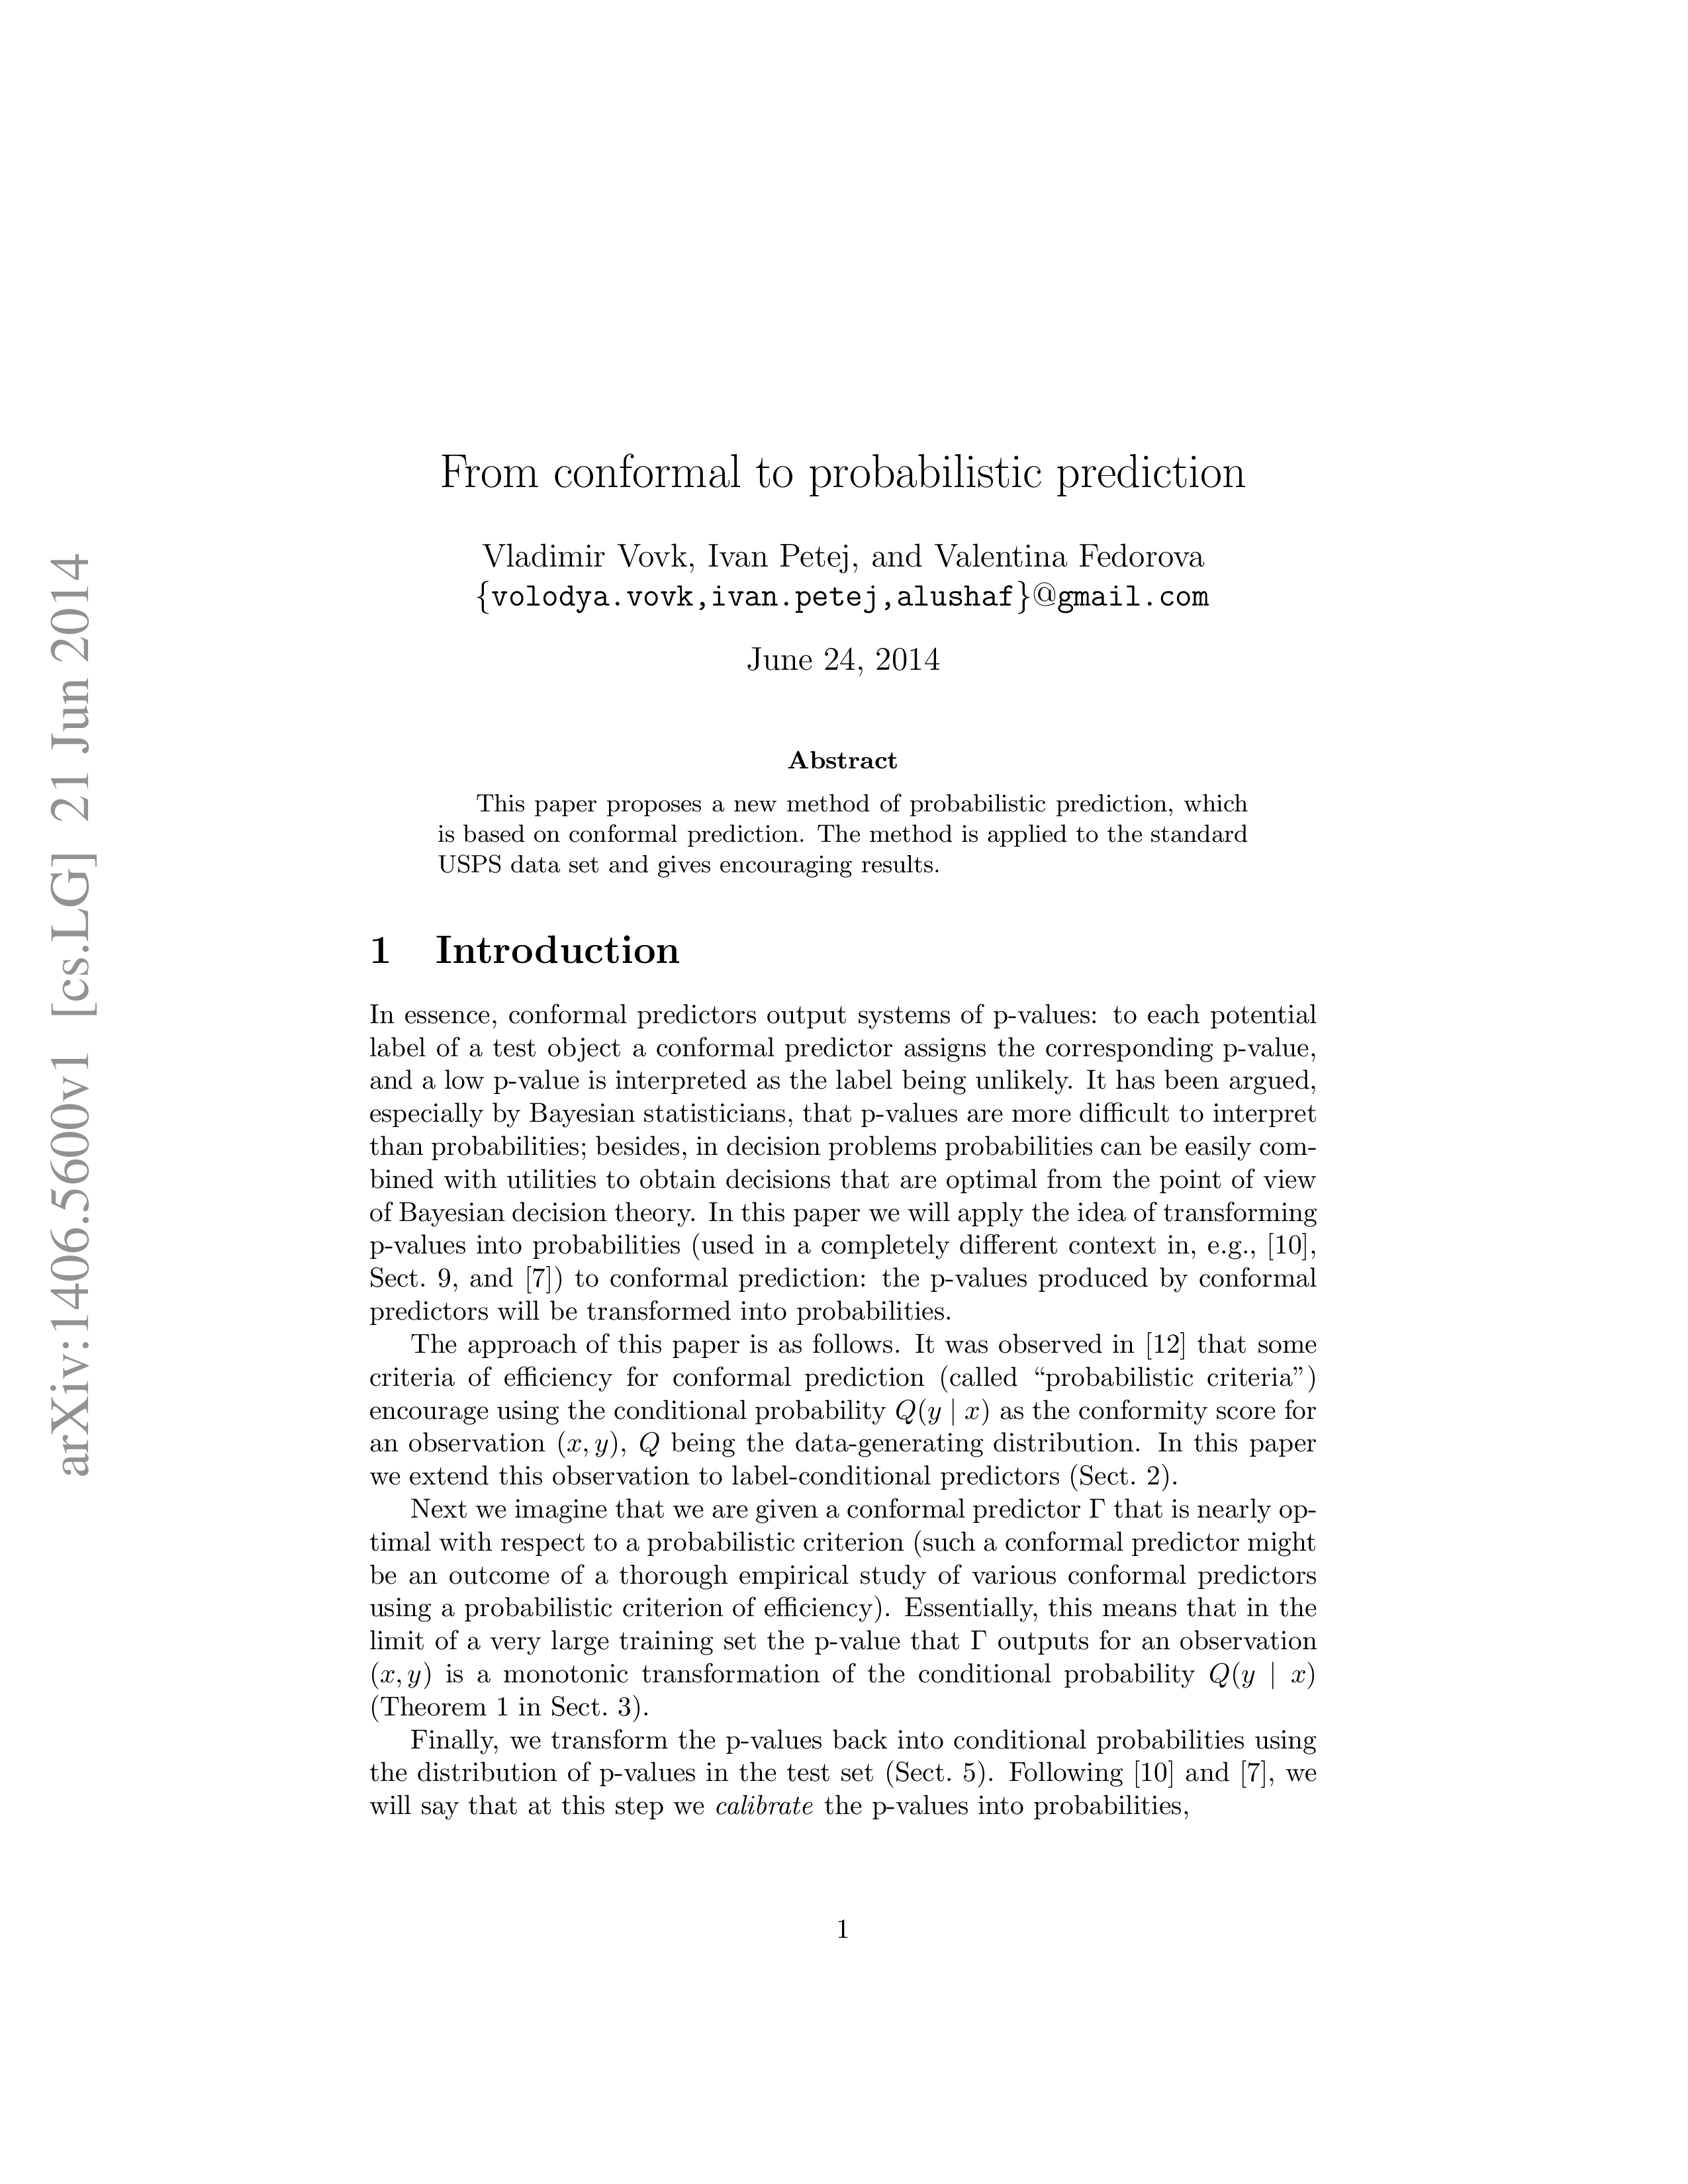 arXiv:1406.5600v1 [cs.LG] 21 Jun 2014
From conformal to probabilistic prediction
Vladimir Vovk, Ivan Petej, and Valentina Fedorova
{volodya.vovk,ivan.petej,alushaf}@gmail.com
June 24, 2014
Abstract
This paper proposes a new method of probabilistic prediction, which
is based on conformal prediction. The method is applied to the standard
USPS data set and gives encouraging results.
1 Introduction
In essence, conformal predictors output systems of p-values: to each potential
label of a test object a conformal predictor assigns the corresponding p-value,
and a low p-value is interpreted as the label being unlikely. It has been argued,
especially by Bayesian statisticians, that p-values are more difficult to interpret
than probabilities; besides, in decision problems probabilities can be easily com-
bined with utilities to obtain decisions that are optimal from the point of view
of Bayesian decision theory. In this paper we will apply the idea of transforming
p-values into probabilities (used in a completely different context in, e.g., [10],
Sect. 9, and [7]) to conformal prediction: the p-values produced by conformal
predictors will be transformed into probabilities.
The approach of this paper is as follows. It was observed in [12] that some
criteria of efficiency for conformal prediction (called “probabilistic criteria”)
encourage using the conditional probability Q(y | x) as the conformity score for
an observation (x, y), Q being the data-generating distribution. In this paper
we extend this observation to label-conditional predictors (Sect. 2).
Next we imagine that we are given a conformal predictor Γ that is nearly op-
timal with respect to a probabilistic criterion (such a conformal predictor might
be an outcome of a thorough empirical study of various conformal predictors
using a probabilistic criterion of efficiency). Essentially, this means that in the
limit of a very large training set the p-value that Γ outputs for an observation
(x, y) is a monotonic transformation of the conditional probability Q(y | x)
(Theorem 1 in Sect. 3).
Finally, we transform the p-values back into conditional probabilities using
the distribution of p-values in the test set (Sect. 5). Following [10] and [7], we
will say that at this step we calibrate the p-values into probabilities,
1